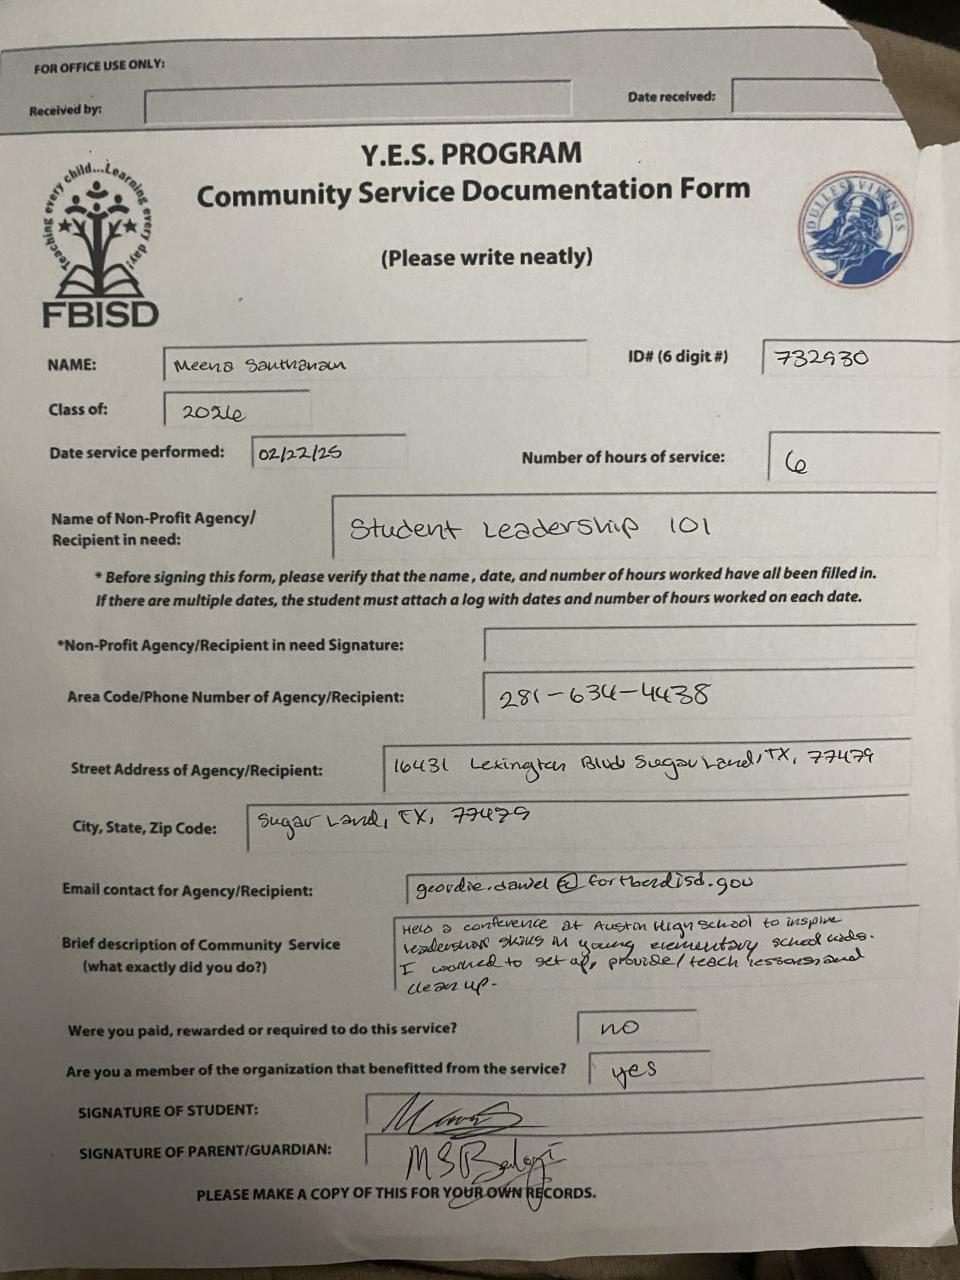 FOR OFFICE USE ONLY:
Received by:
Date received:
Y.E.S. PROGRAM
Community Service Documentation Form
(Please write neatly)
Teaching every child...Learning every day!
FBISD
DULLES VIKINGS
NAME: Meena Santhanam
ID# (6 digit #) 732930
Class of: 2026
Date service performed: 02/22/25
Number of hours of service: 6
Name of Non-Profit Agency/
Recipient in need:
Student Leadership 101
* Before signing this form, please verify that the name, date, and number of hours worked have all been filled in.
If there are multiple dates, the student must attach a log with dates and number of hours worked on each date.
*Non-Profit Agency/Recipient in need Signature:
Area Code/Phone Number of Agency/Recipient: 281-634-4438
Street Address of Agency/Recipient: 16431 Lexington Blvd Sugar Land, TX, 77479
City, State, Zip Code: Sugar Land, TX, 77479
Email contact for Agency/Recipient: @ fortbendisd.gov
Brief description of Community Service
(what exactly did you do?)
Held a conference at Austin High School to inspire
leadership skills in young elementary school kids.
I worked to set up, provide/teach lessons, and
clean up.
Were you paid, rewarded or required to do this service? no
Are you a member of the organization that benefitted from the service? yes
SIGNATURE OF STUDENT:
SIGNATURE OF PARENT/GUARDIAN:
PLEASE MAKE A COPY OF THIS FOR YOUR OWN RECORDS.